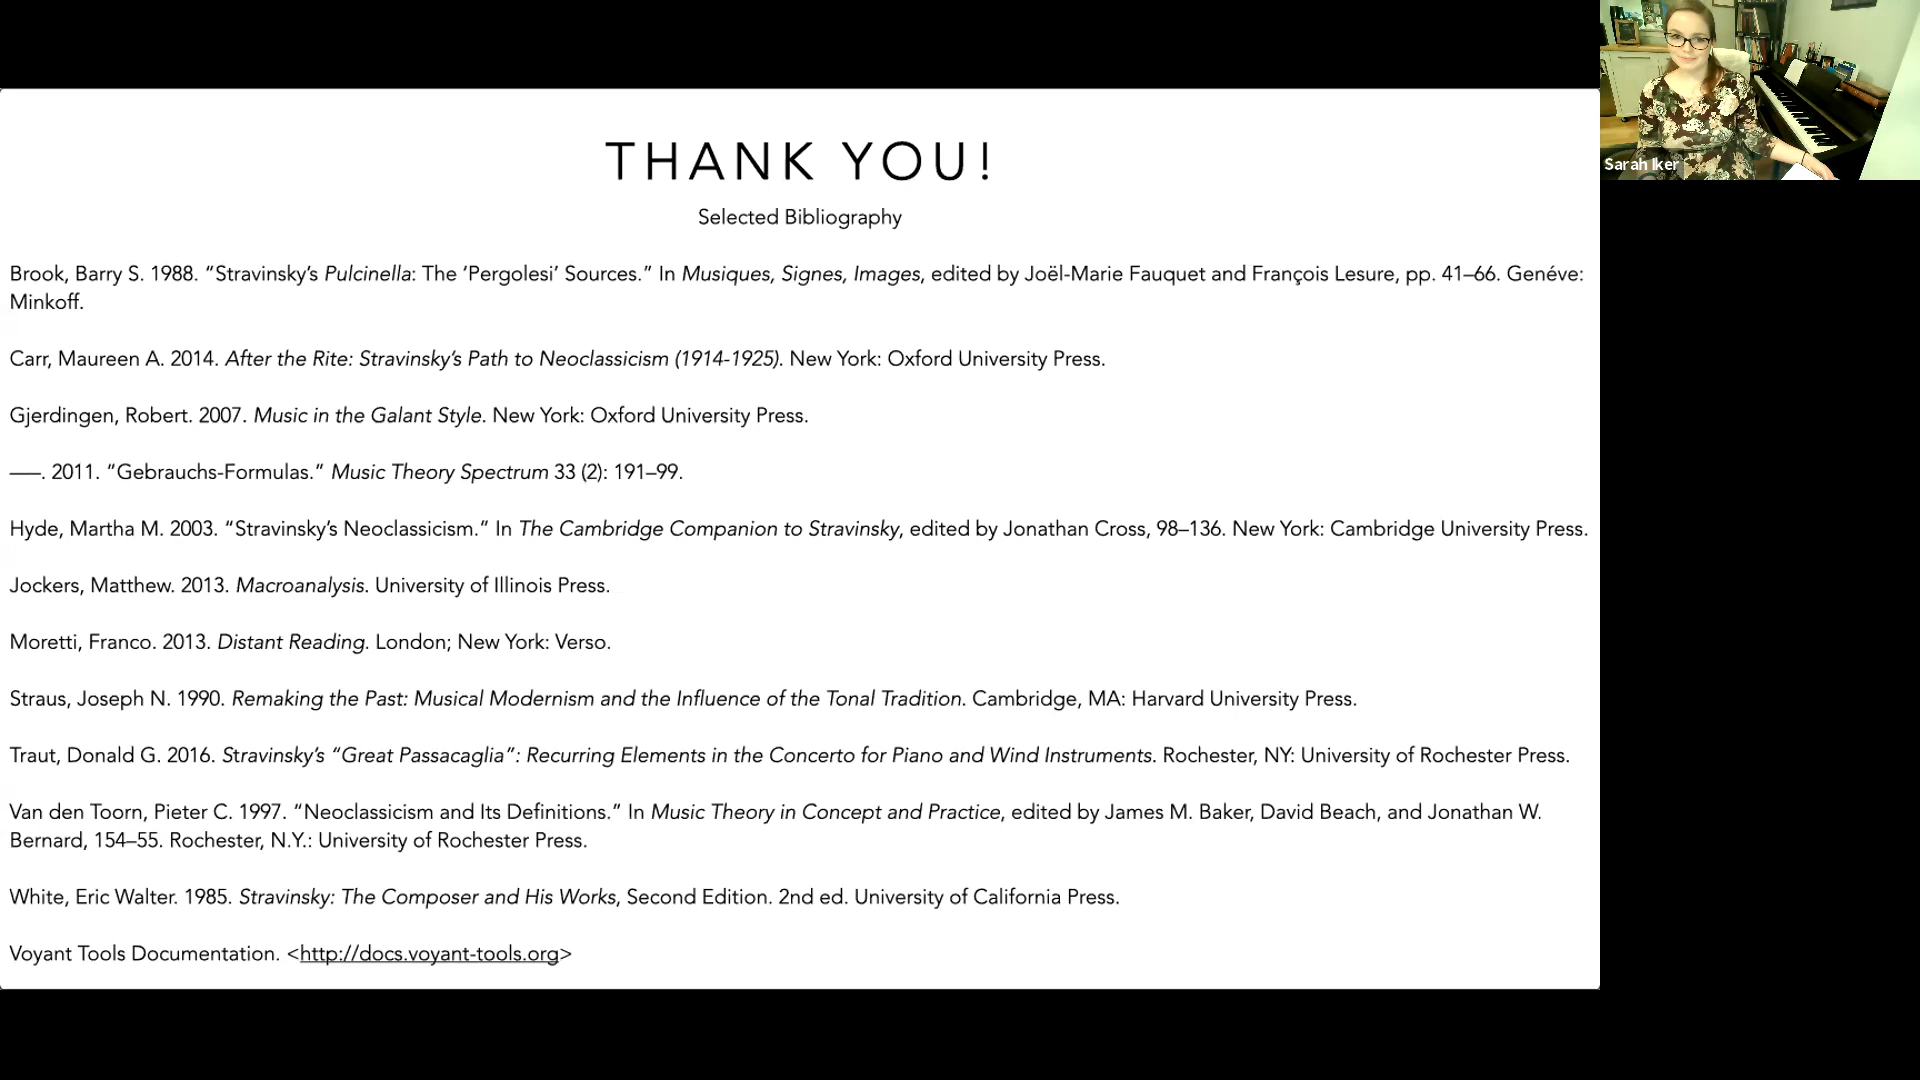 THANK YOU!
Selected Bibliography
Brook, Barry S. 1988. “Stravinsky’s Pulcinella: The ‘Pergolesi’ Sources.” In Musiques, Signes, Images, edited by Joël-Marie Fauquet and François Lesure, pp. 41–66. Genéve:
Minkoff.
Carr, Maureen A. 2014. After the Rite: Stravinsky’s Path to Neoclassicism (1914-1925). New York: Oxford University Press.
Gjerdingen, Robert. 2007. Music in the Galant Style. New York: Oxford University Press.
——. 2011. “Gebrauchs-Formulas.” Music Theory Spectrum 33 (2): 191–99.
Hyde, Martha M. 2003. “Stravinsky’s Neoclassicism.” In The Cambridge Companion to Stravinsky, edited by Jonathan Cross, 98–136. New York: Cambridge University Press.
Jockers, Matthew. 2013. Macroanalysis. University of Illinois Press.
Moretti, Franco. 2013. Distant Reading. London; New York: Verso.
Straus, Joseph N. 1990. Remaking the Past: Musical Modernism and the Influence of the Tonal Tradition. Cambridge, MA: Harvard University Press.
Traut, Donald G. 2016. Stravinsky’s “Great Passacaglia”: Recurring Elements in the Concerto for Piano and Wind Instruments. Rochester, NY: University of Rochester Press.
Van den Toorn, Pieter C. 1997. “Neoclassicism and Its Definitions.” In Music Theory in Concept and Practice, edited by James M. Baker, David Beach, and Jonathan W.
Bernard, 154–55. Rochester, N.Y.: University of Rochester Press.
White, Eric Walter. 1985. Stravinsky: The Composer and His Works, Second Edition. 2nd ed. University of California Press.
Voyant Tools Documentation. <http://docs.voyant-tools.org>
Sarah Iker